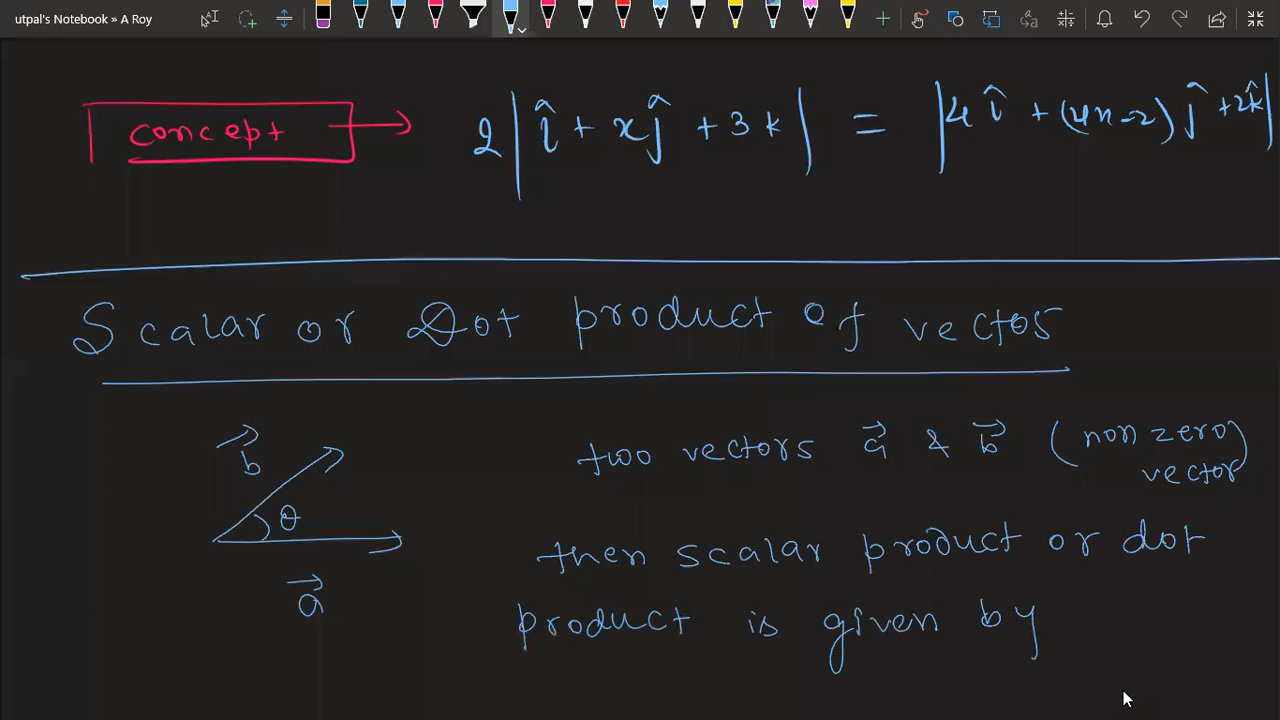 utpal's Notebook » A Roy
concept → 2|î + xĵ + 3k| = |4î + (4x-2)ĵ + 2k̂|
Scalar or Dot product of vector
b⃗
θ
a⃗
two vectors a⃗ & b⃗ (non zero vector)
then scalar product or dot
product is given by